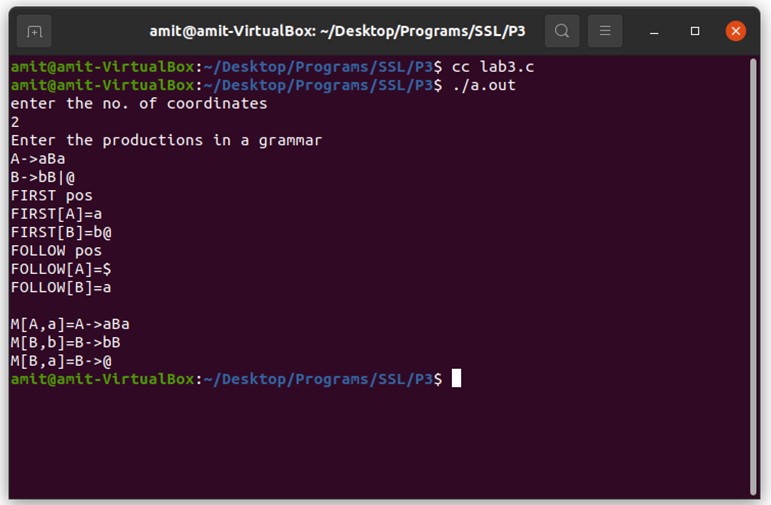 amit@amit-VirtualBox: ~/Desktop/Programs/SSL/P3
amit@amit-VirtualBox:~/Desktop/Programs/SSL/P3$ cc lab3.c
amit@amit-VirtualBox:~/Desktop/Programs/SSL/P3$ ./a.out
enter the no. of coordinates
2
Enter the productions in a grammar
A->aBa
B->bB|@
FIRST pos
FIRST[A]=a
FIRST[B]=b@
FOLLOW pos
FOLLOW[A]=$
FOLLOW[B]=a
M[A,a]=A->aBa
M[B,b]=B->bB
M[B,a]=B->@
amit@amit-VirtualBox:~/Desktop/Programs/SSL/P3$